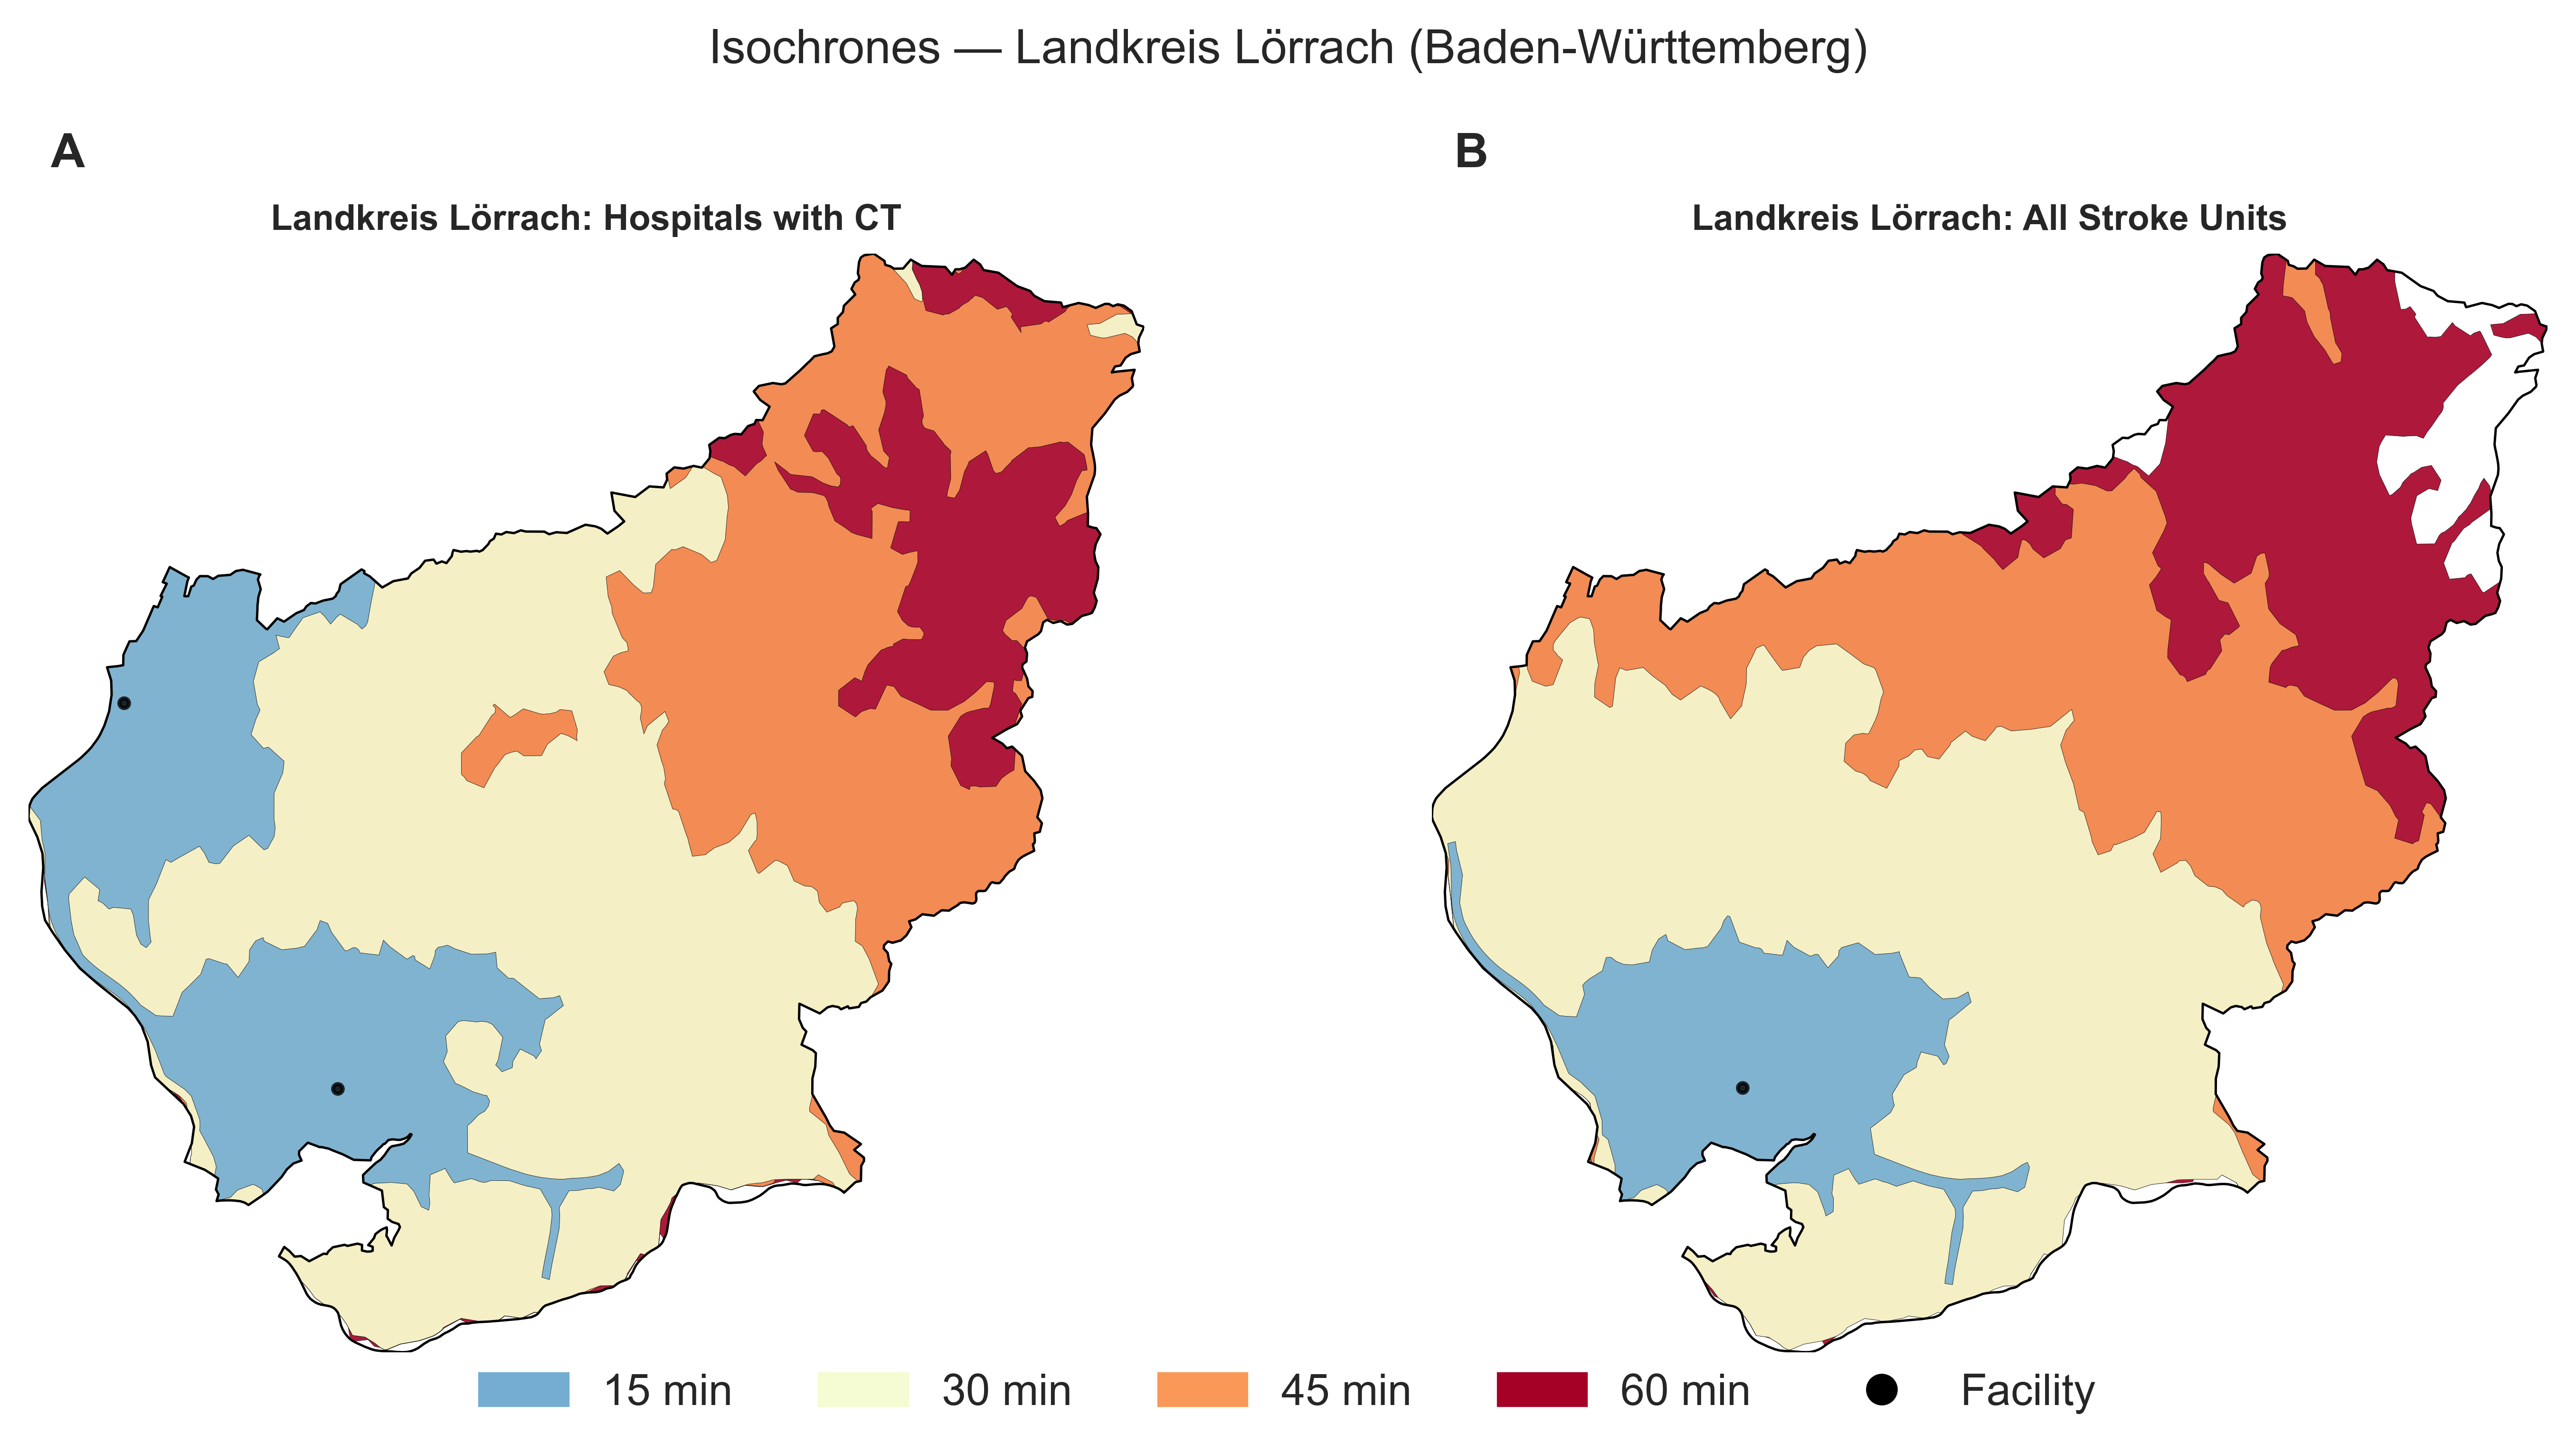 Isochrones — Landkreis Lörrach (Baden-Württemberg)
A
B
Landkreis Lörrach: Hospitals with CT
Landkreis Lörrach: All Stroke Units
15 min
30 min
45 min
60 min
Facility